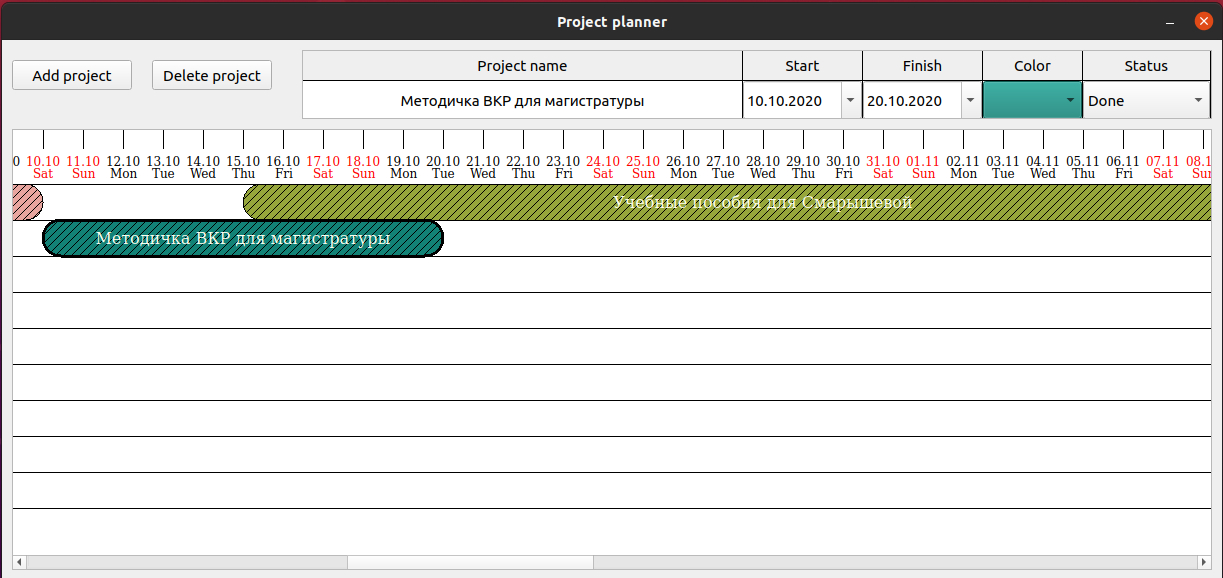 Project planner
Add project Delete project
Project name Start Finish Color Status
Методичка ВКР для магистратуры 10.10.2020 20.10.2020 Done
0 10.10 11.10 12.10 13.10 14.10 15.10 16.10 17.10 18.10 19.10 20.10 21.10 22.10 23.10 24.10 25.10 26.10 27.10 28.10 29.10 30.10 31.10 01.11 02.11 03.11 04.11 05.11 06.11 07.11 08.1
Sat Sun Mon Tue Wed Thu Fri Sat Sun Mon Tue Wed Thu Fri Sat Sun Mon Tue Wed Thu Fri Sat Sun Mon Tue Wed Thu Fri Sat Sun
Учебные пособия для Смарышевой
Методичка ВКР для магистратуры